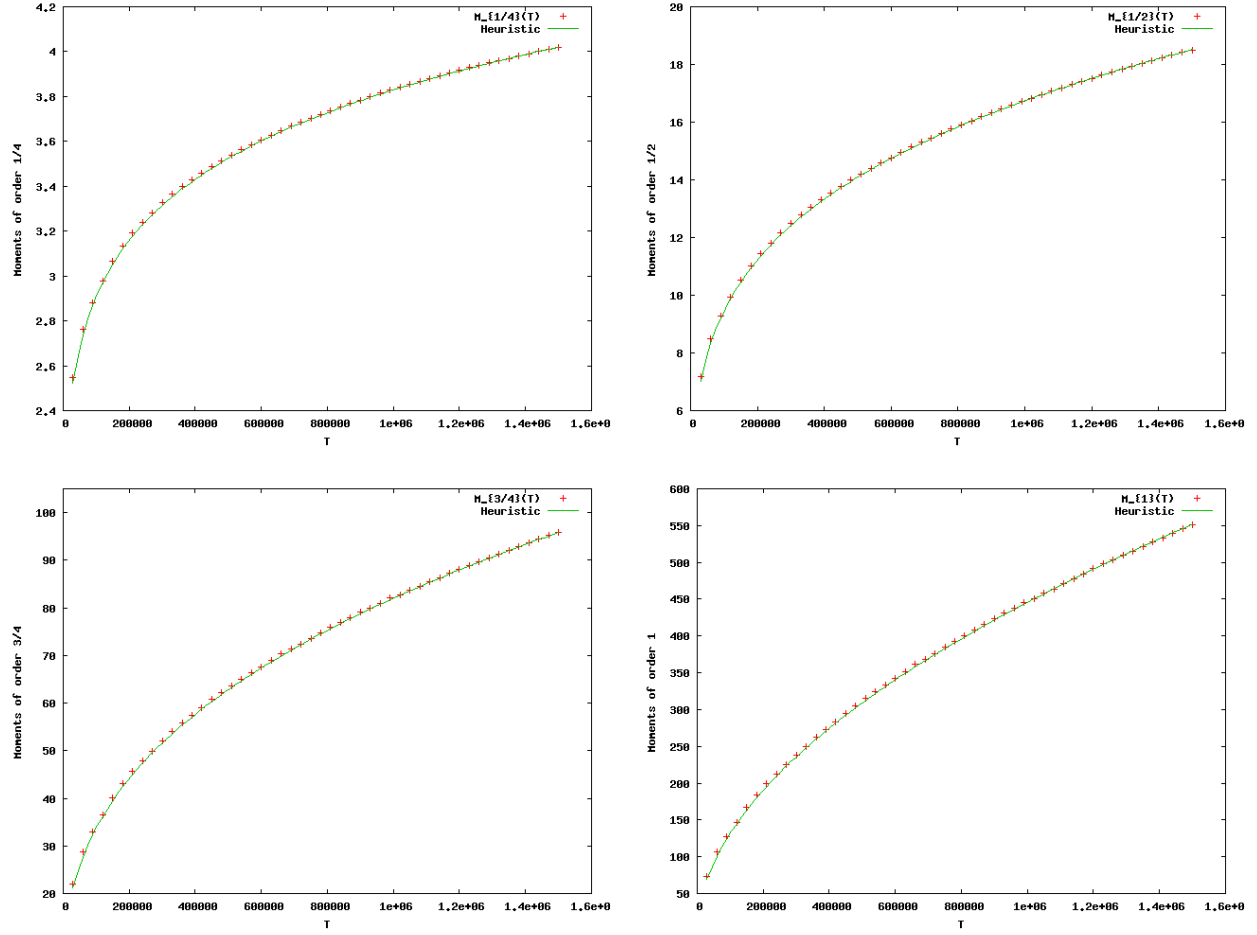 M_{1/4}(T)
Heuristic
Moments of order 1/4
4.2
4
3.8
3.6
3.4
3.2
3
2.8
2.6
2.4
0 200000 400000 600000 800000 1e+06 1.2e+06 1.4e+06 1.6e+0
T
M_{1/2}(T)
Heuristic
Moments of order 1/2
20
18
16
14
12
10
8
6
0 200000 400000 600000 800000 1e+06 1.2e+06 1.4e+06 1.6e+0
T
M_{3/4}(T)
Heuristic
Moments of order 3/4
100
90
80
70
60
50
40
30
20
0 200000 400000 600000 800000 1e+06 1.2e+06 1.4e+06 1.6e+0
T
M_{1}(T)
Heuristic
Moments of order 1
600
550
500
450
400
350
300
250
200
150
100
50
0 200000 400000 600000 800000 1e+06 1.2e+06 1.4e+06 1.6e+0
T